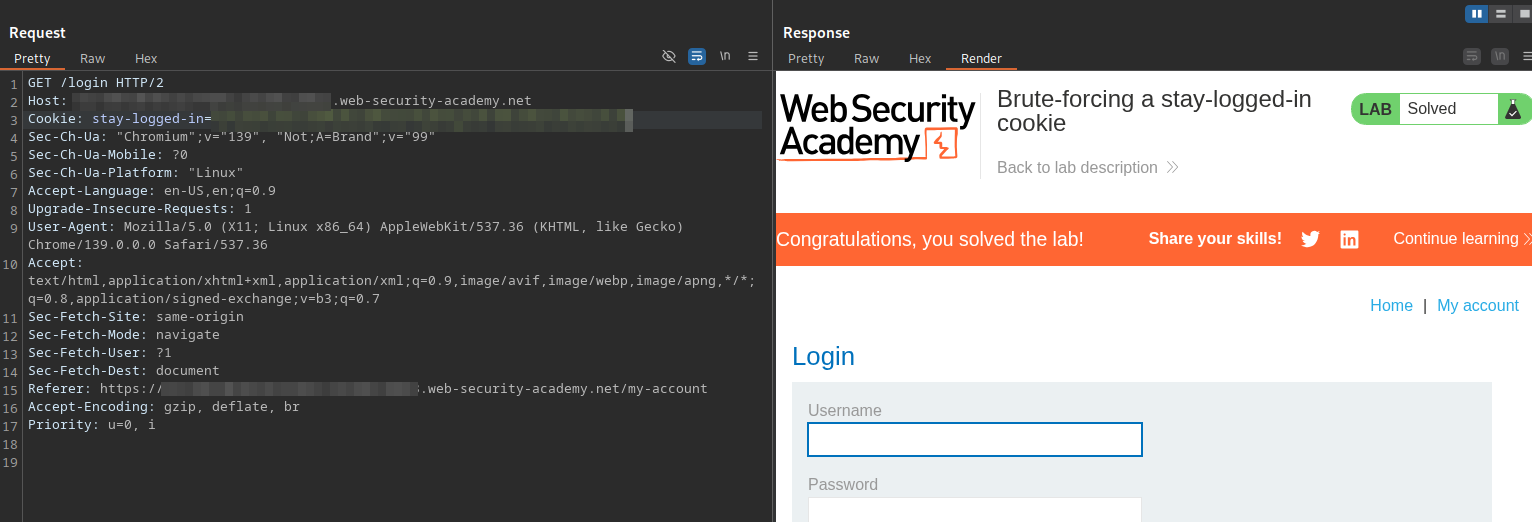 Request
Pretty Raw Hex \n
1 GET /login HTTP/2
2 Host: .web-security-academy.net
3 Cookie: stay-logged-in=
4 Sec-Ch-Ua: "Chromium";v="139", "Not;A=Brand";v="99"
5 Sec-Ch-Ua-Mobile: ?0
6 Sec-Ch-Ua-Platform: "Linux"
7 Accept-Language: en-US,en;q=0.9
8 Upgrade-Insecure-Requests: 1
9 User-Agent: Mozilla/5.0 (X11; Linux x86_64) AppleWebKit/537.36 (KHTML, like Gecko)
Chrome/139.0.0.0 Safari/537.36
10 Accept:
text/html,application/xhtml+xml,application/xml;q=0.9,image/avif,image/webp,image/apng,*/*;
q=0.8,application/signed-exchange;v=b3;q=0.7
11 Sec-Fetch-Site: same-origin
12 Sec-Fetch-Mode: navigate
13 Sec-Fetch-User: ?1
14 Sec-Fetch-Dest: document
15 Referer: https:// .web-security-academy.net/my-account
16 Accept-Encoding: gzip, deflate, br
17 Priority: u=0, i
18
19
Response
Pretty Raw Hex Render \n
Web Security
Academy
Brute-forcing a stay-logged-in
cookie
Back to lab description
LAB Solved
Congratulations, you solved the lab! Share your skills! Continue learning
Home | My account
Login
Username
Password